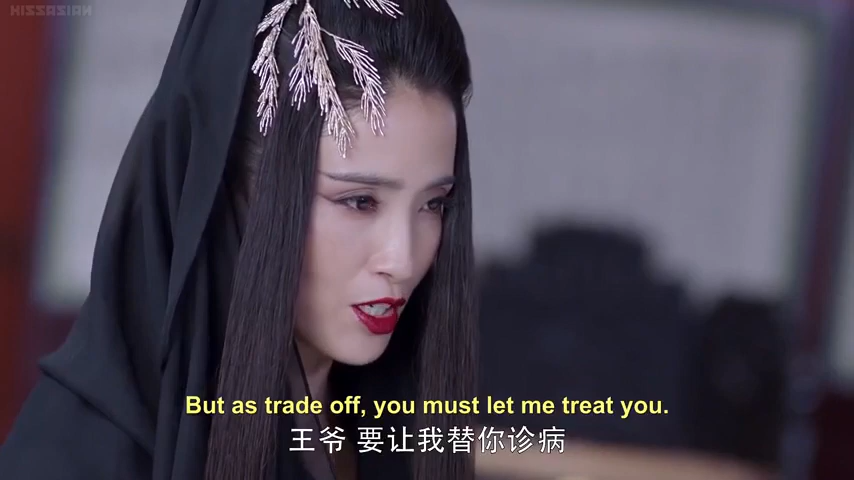 KISSASIAN
But as trade off, you must let me treat you.
王爷 要让我替你诊病